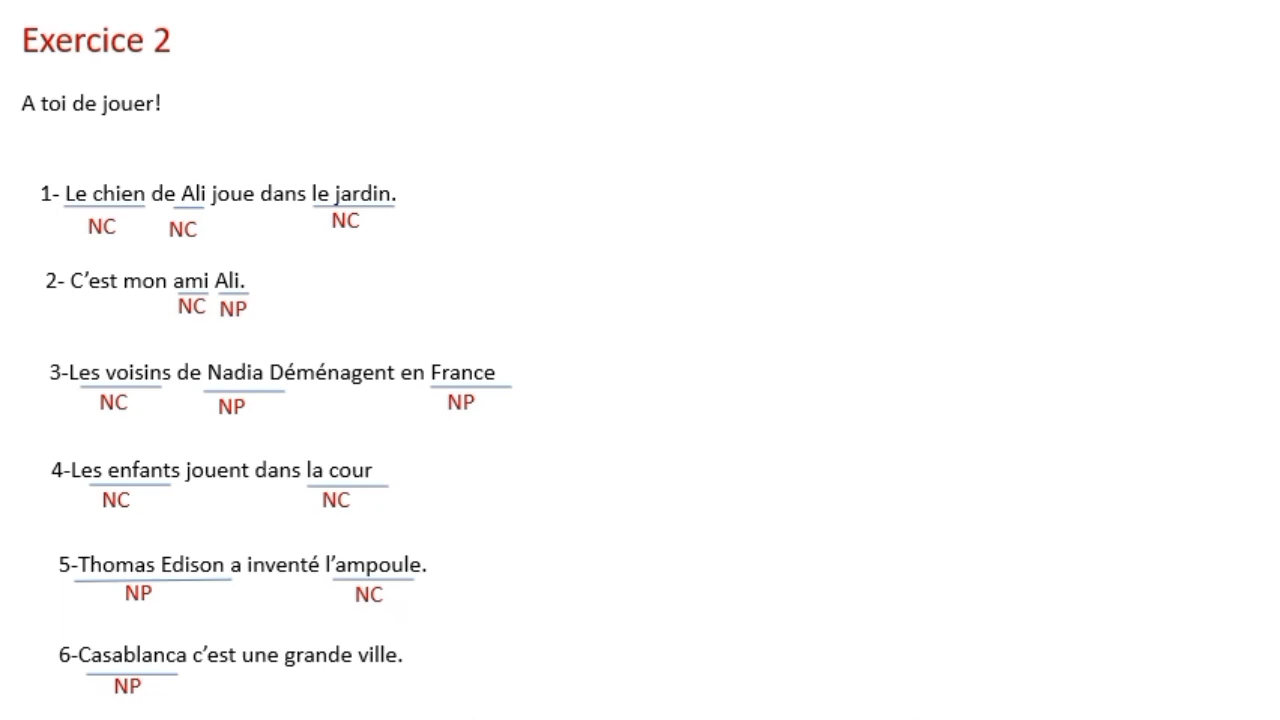 Exercice 2
A toi de jouer!
1- Le chien de Ali joue dans le jardin.
NC NC NC
2- C’est mon ami Ali.
NC NP
3-Les voisins de Nadia Déménagent en France
NC NP NP
4-Les enfants jouent dans la cour
NC NC
5-Thomas Edison a inventé l’ampoule.
NP NC
6-Casablanca c’est une grande ville.
NP